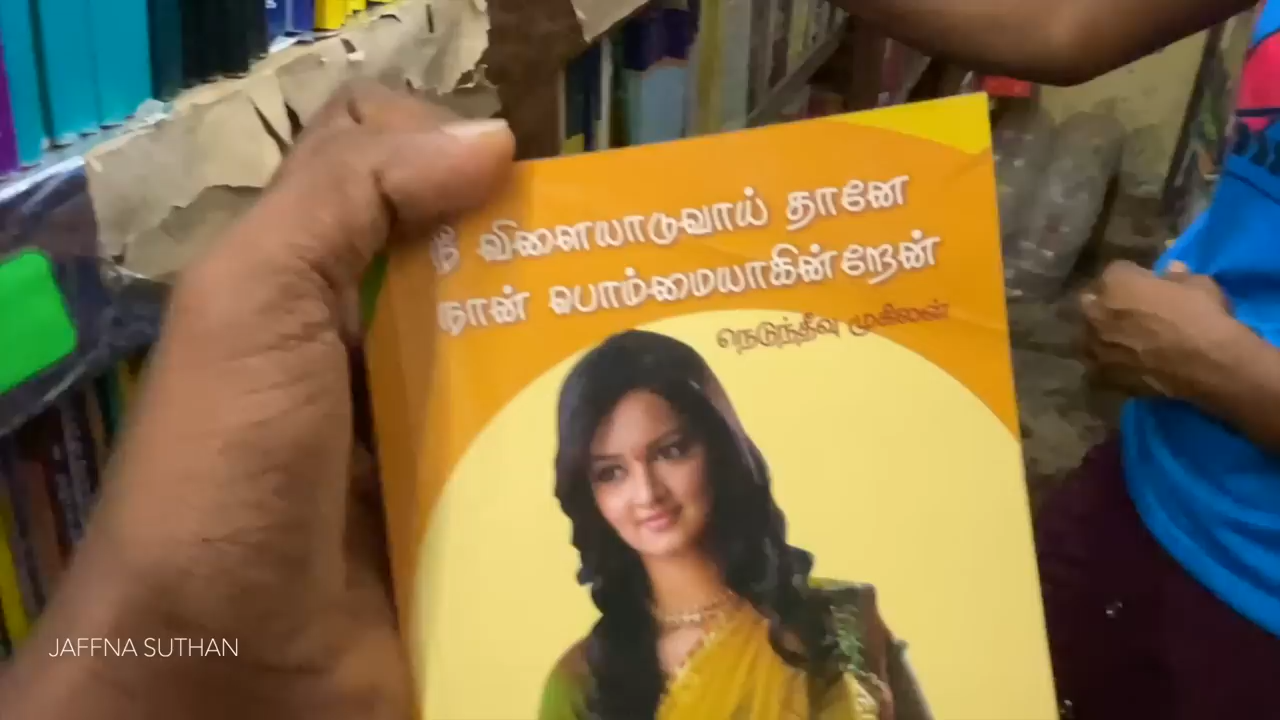 நீ விளையாடுவாய் தானே
நான் பொம்மையாகின்றேன்
நெடுந்தீவு முகிலன்
JAFFNA SUTHAN